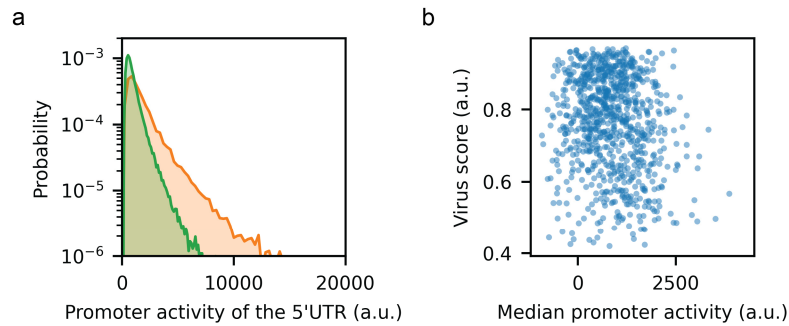 a
10⁻³
10⁻⁴
10⁻⁵
10⁻⁶
Probability
0
10000
20000
Promoter activity of the 5'UTR (a.u.)
b
0.8
0.6
0.4
Virus score (a.u.)
0
2500
Median promoter activity (a.u.)